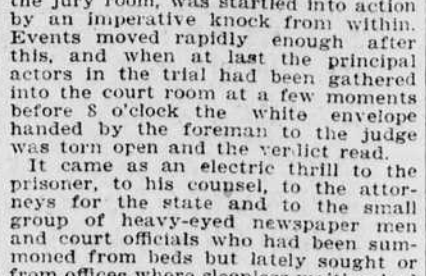 the jury room, was startled into action
by an imperative knock from within.
Events moved rapidly enough after
this, and when at last the principal
actors in the trial had been gathered
into the court room at a few moments
before 8 o'clock the white envelope
handed by the foreman to the judge
was torn open and the verdict read.
It came as an electric thrill to the
prisoner, to his counsel, to the attor-
neys for the state and to the small
group of heavy-eyed newspaper men
and court officials who had been sum-
moned from beds but lately sought or
from offices where sleepless